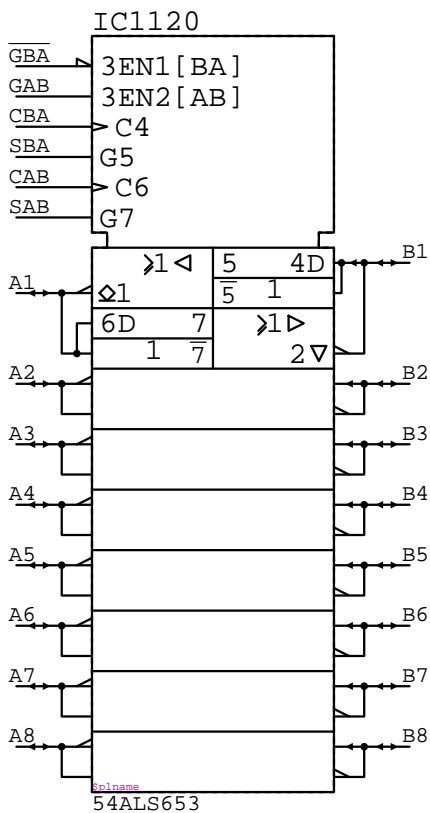 IC1120
GBA 3EN1[BA]
GAB 3EN2[AB]
CBA C4
SBA G5
CAB C6
SAB G7
≥1 5 4D B1
A1 1 5 1
6D 7 ≥1
1 7 2
A2 B2
A3 B3
A4 B4
A5 B5
A6 B6
A7 B7
A8 B8
$plname
54ALS653